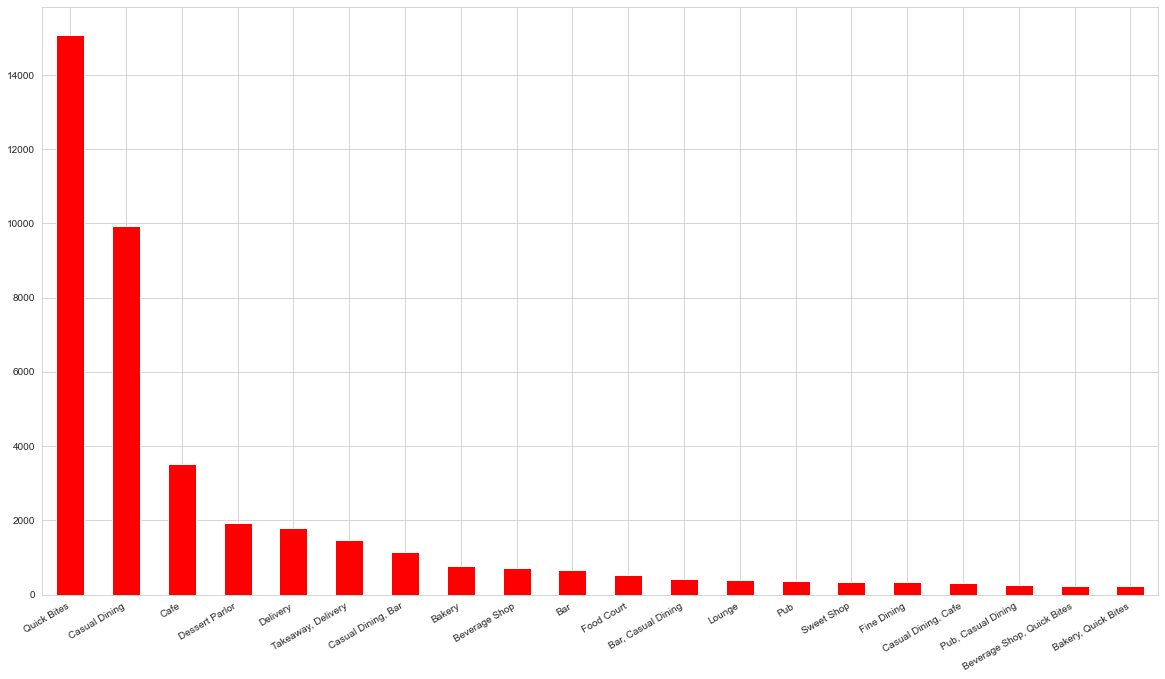 14000
12000
10000
8000
6000
4000
2000
0
Quick Bites
Casual Dining
Cafe
Dessert Parlor
Delivery
Takeaway, Delivery
Casual Dining, Bar
Bakery
Beverage Shop
Bar
Food Court
Bar, Casual Dining
Lounge
Pub
Sweet Shop
Fine Dining
Casual Dining, Cafe
Pub, Casual Dining
Beverage Shop, Quick Bites
Bakery, Quick Bites